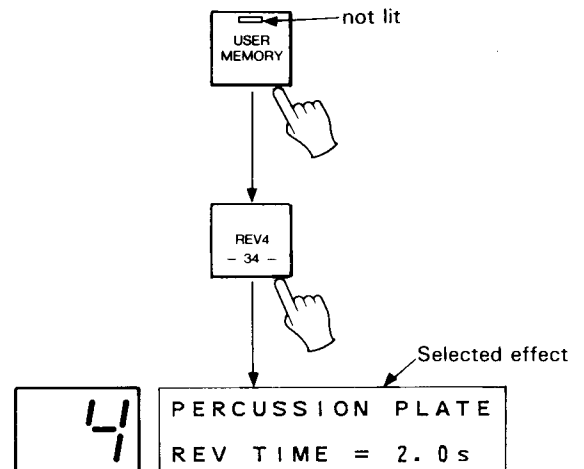 not lit
USER
MEMORY
REV4
– 34 –
Selected effect
4
PERCUSSION PLATE
REV TIME = 2.0s